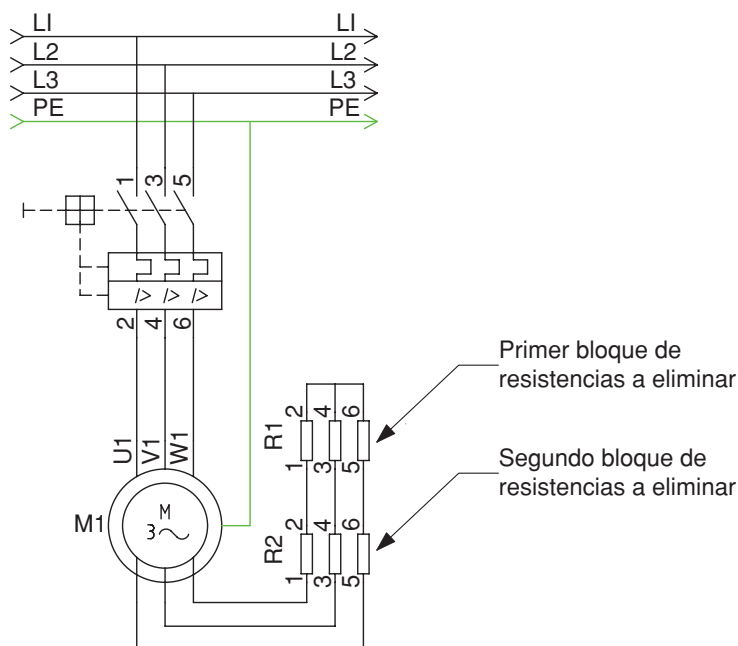 LI LI
L2 L2
L3 L3
PE PE
1 3 5
/> /> />
2 4 6
U1 V1 W1
M1
M
3
R1
2 4 6
1 3 5
R2
2 4 6
1 3 5
Primer bloque de
resistencias a eliminar
Segundo bloque de
resistencias a eliminar